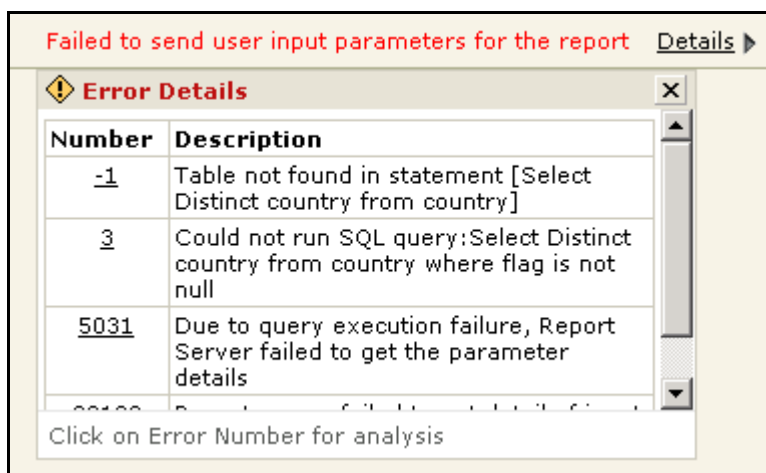 Failed to send user input parameters for the report Details
Error Details
Number Description
-1 Table not found in statement [Select
Distinct country from country]
3 Could not run SQL query:Select Distinct
country from country where flag is not
null
5031 Due to query execution failure, Report
Server failed to get the parameter
details
Click on Error Number for analysis